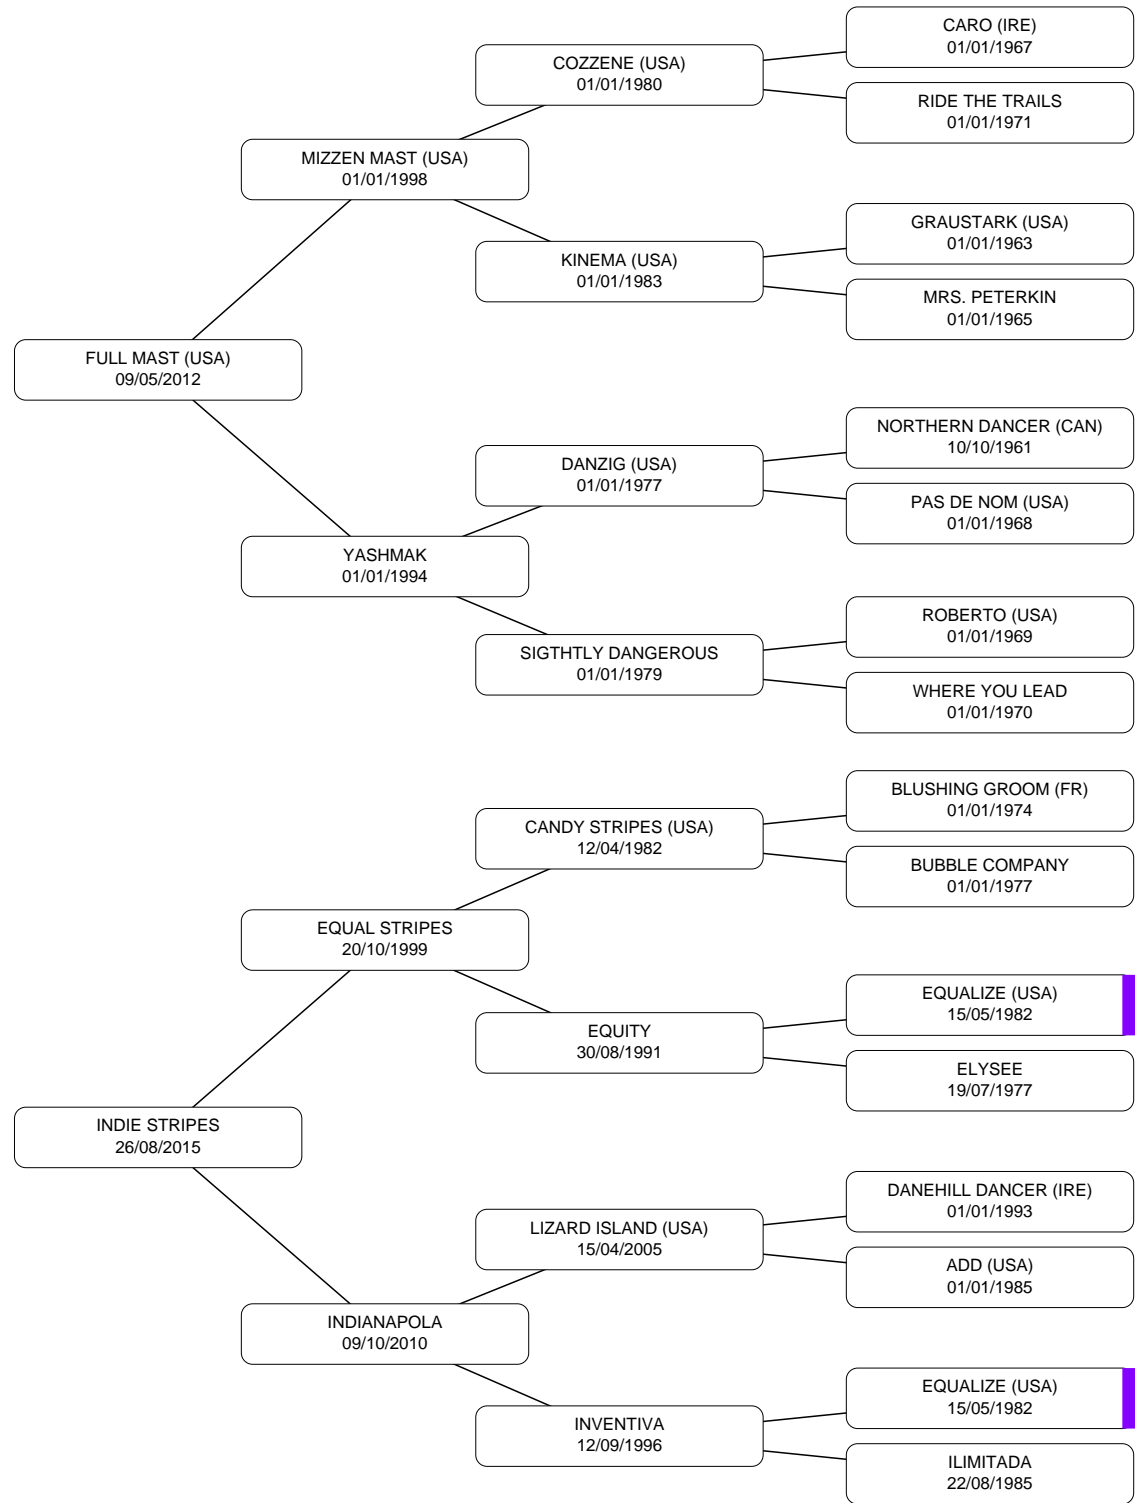 CARO (IRE)
01/01/1967
COZZENE (USA)
01/01/1980
RIDE THE TRAILS
01/01/1971
MIZZEN MAST (USA)
01/01/1998
GRAUSTARK (USA)
01/01/1963
KINEMA (USA)
01/01/1983
MRS. PETERKIN
01/01/1965
FULL MAST (USA)
09/05/2012
NORTHERN DANCER (CAN)
10/10/1961
DANZIG (USA)
01/01/1977
PAS DE NOM (USA)
01/01/1968
YASHMAK
01/01/1994
ROBERTO (USA)
01/01/1969
SIGTHTLY DANGEROUS
01/01/1979
WHERE YOU LEAD
01/01/1970
BLUSHING GROOM (FR)
01/01/1974
CANDY STRIPES (USA)
12/04/1982
BUBBLE COMPANY
01/01/1977
EQUAL STRIPES
20/10/1999
EQUALIZE (USA)
15/05/1982
EQUITY
30/08/1991
ELYSEE
19/07/1977
INDIE STRIPES
26/08/2015
DANEHILL DANCER (IRE)
01/01/1993
LIZARD ISLAND (USA)
15/04/2005
ADD (USA)
01/01/1985
INDIANAPOLA
09/10/2010
EQUALIZE (USA)
15/05/1982
INVENTIVA
12/09/1996
ILIMITADA
22/08/1985